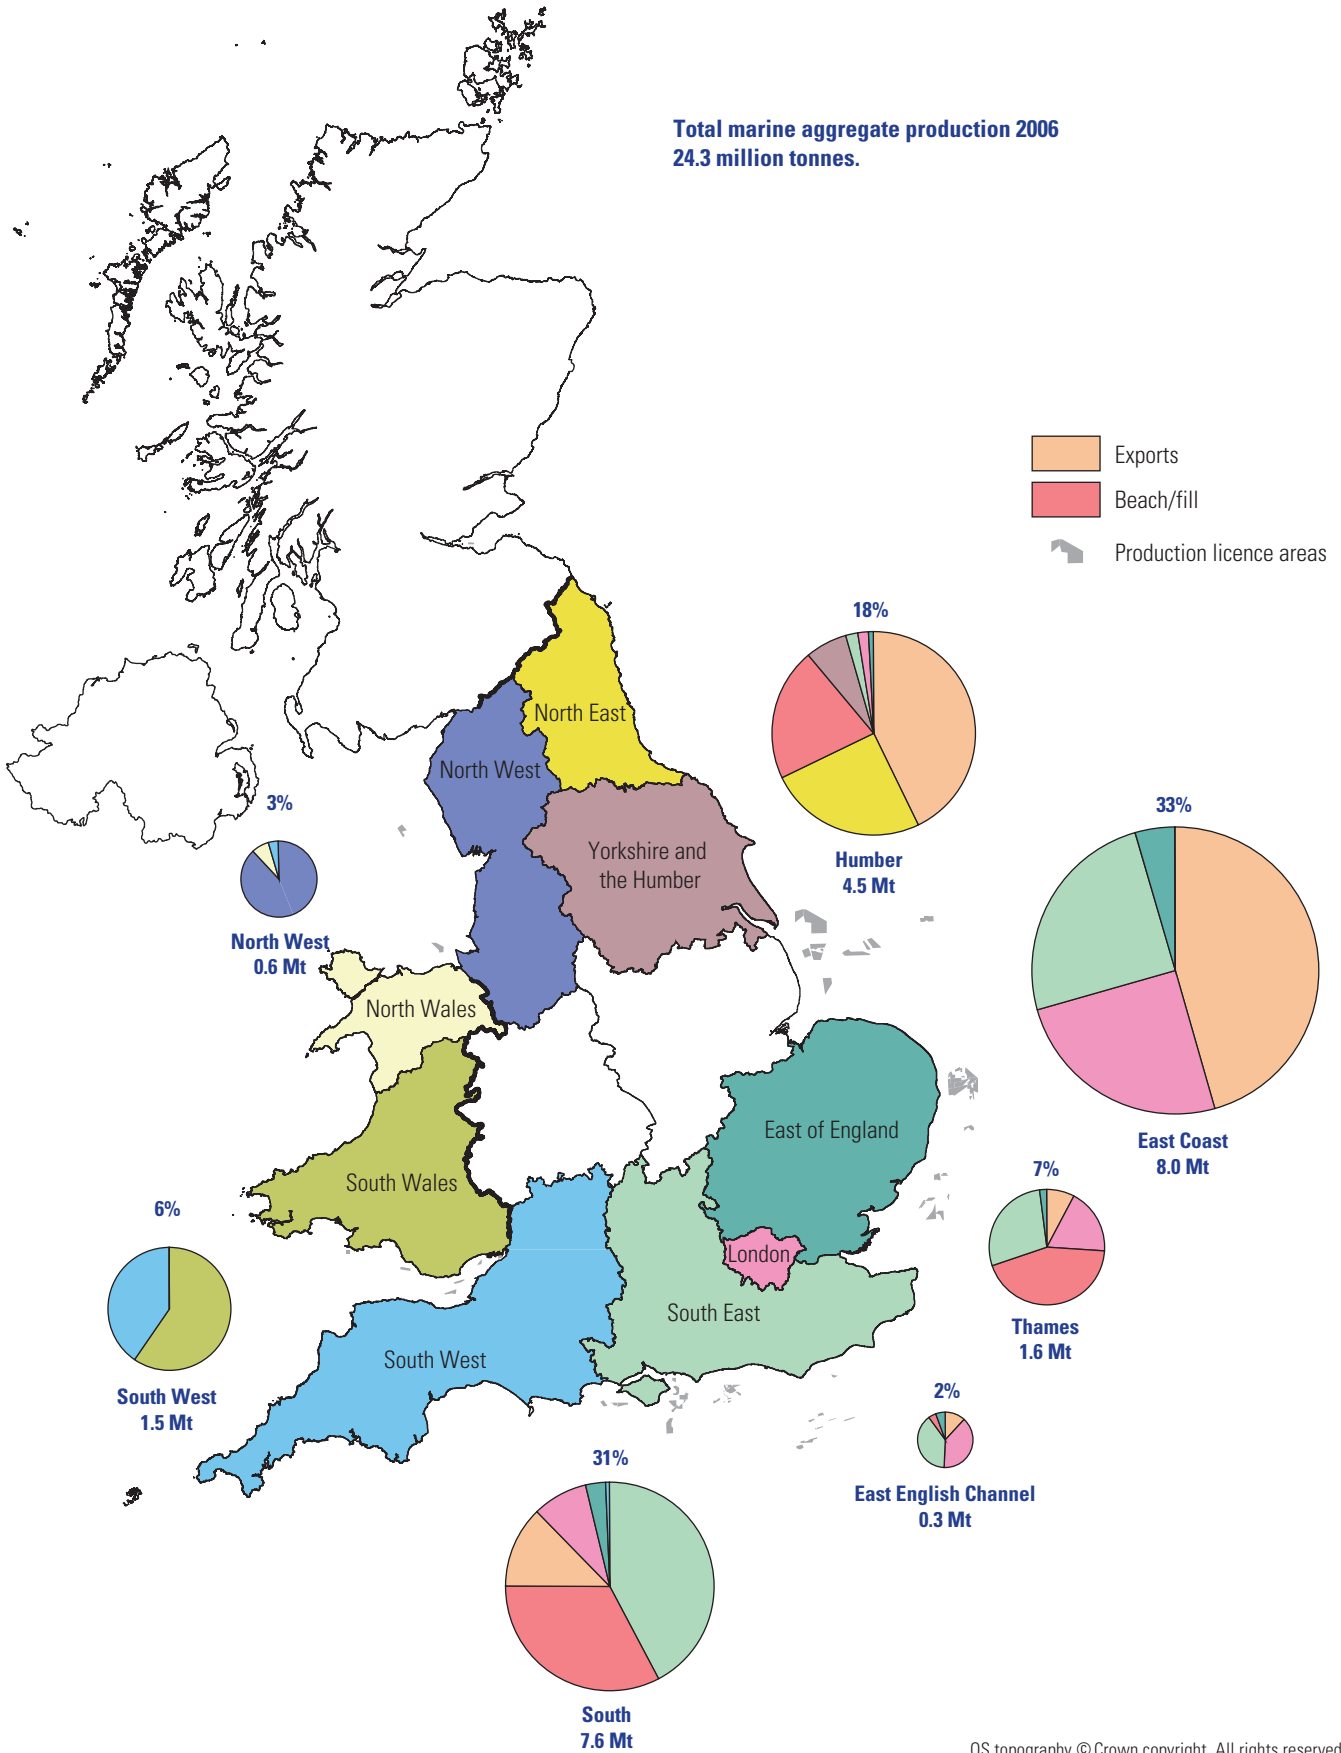 Total marine aggregate production 2006
24.3 million tonnes.
Exports
Beach/fill
Production licence areas
18%
Humber
4.5 Mt
North East
North West
3%
North West
0.6 Mt
Yorkshire and
the Humber
33%
East Coast
8.0 Mt
North Wales
East of England
South Wales
7%
Thames
1.6 Mt
6%
South West
1.5 Mt
London
South East
South West
2%
East English Channel
0.3 Mt
31%
South
7.6 Mt
OS topography © Crown copyright. All rights reserved